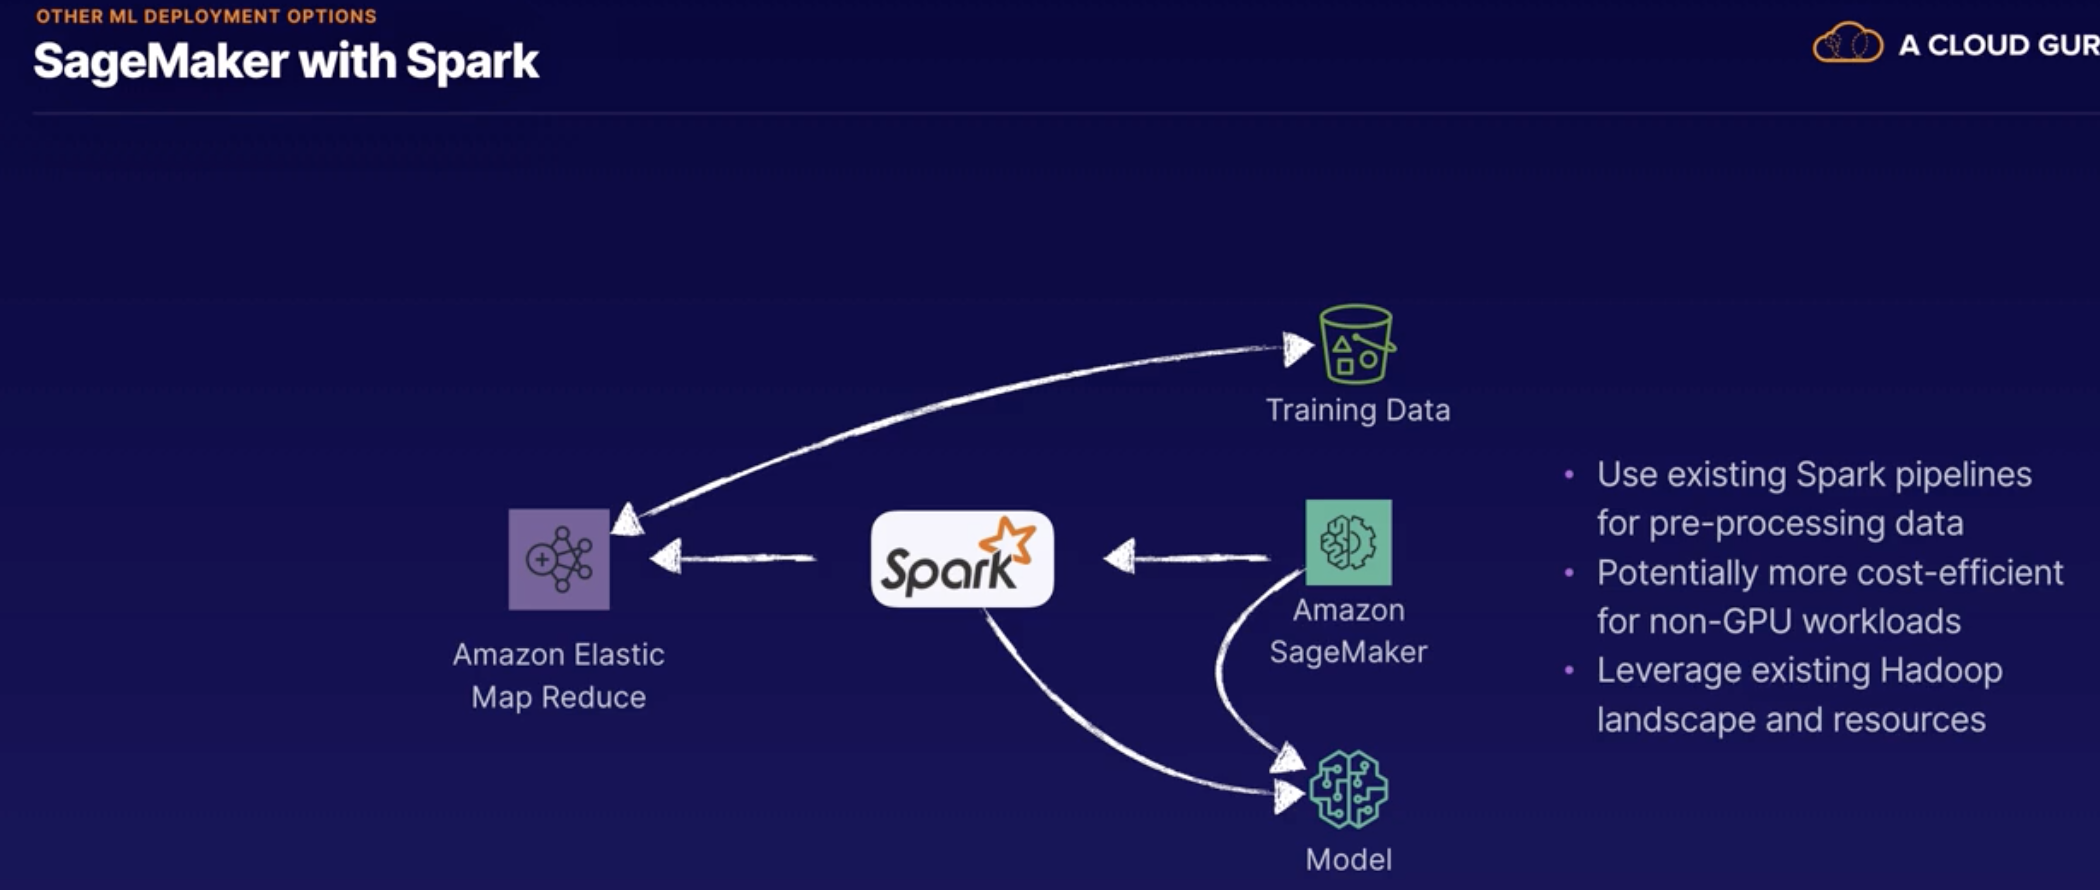 OTHER ML DEPLOYMENT OPTIONS
SageMaker with Spark
A CLOUD GUR
Training Data
Spark
Amazon Elastic
Map Reduce
Amazon
SageMaker
Model
• Use existing Spark pipelines
for pre-processing data
• Potentially more cost-efficient
for non-GPU workloads
• Leverage existing Hadoop
landscape and resources